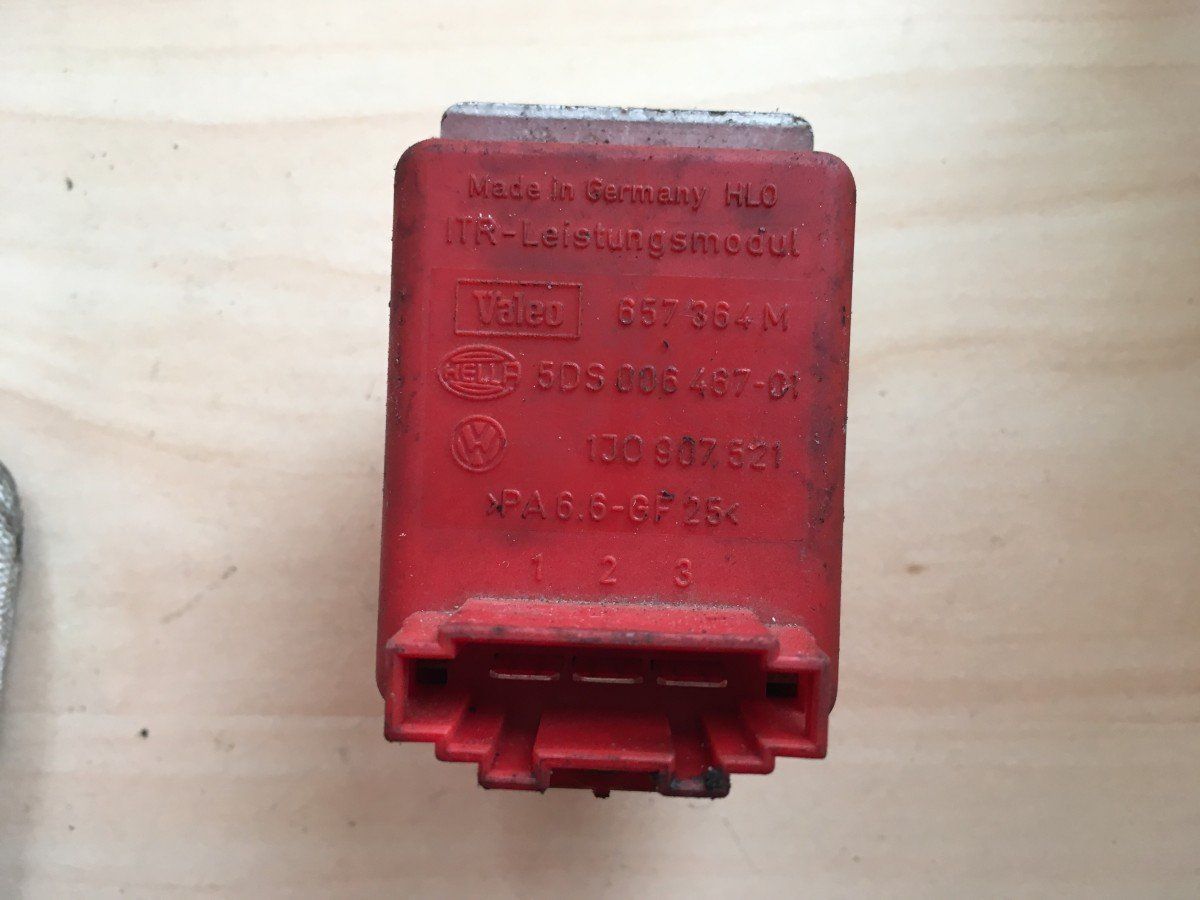 Made in Germany HLO
ITR-Leistungsmodul
Valeo 657 364 M
HELLA 5DS 006 467-01
VW 1J0 907 521
>PA 6.6-GF 25<
1 2 3